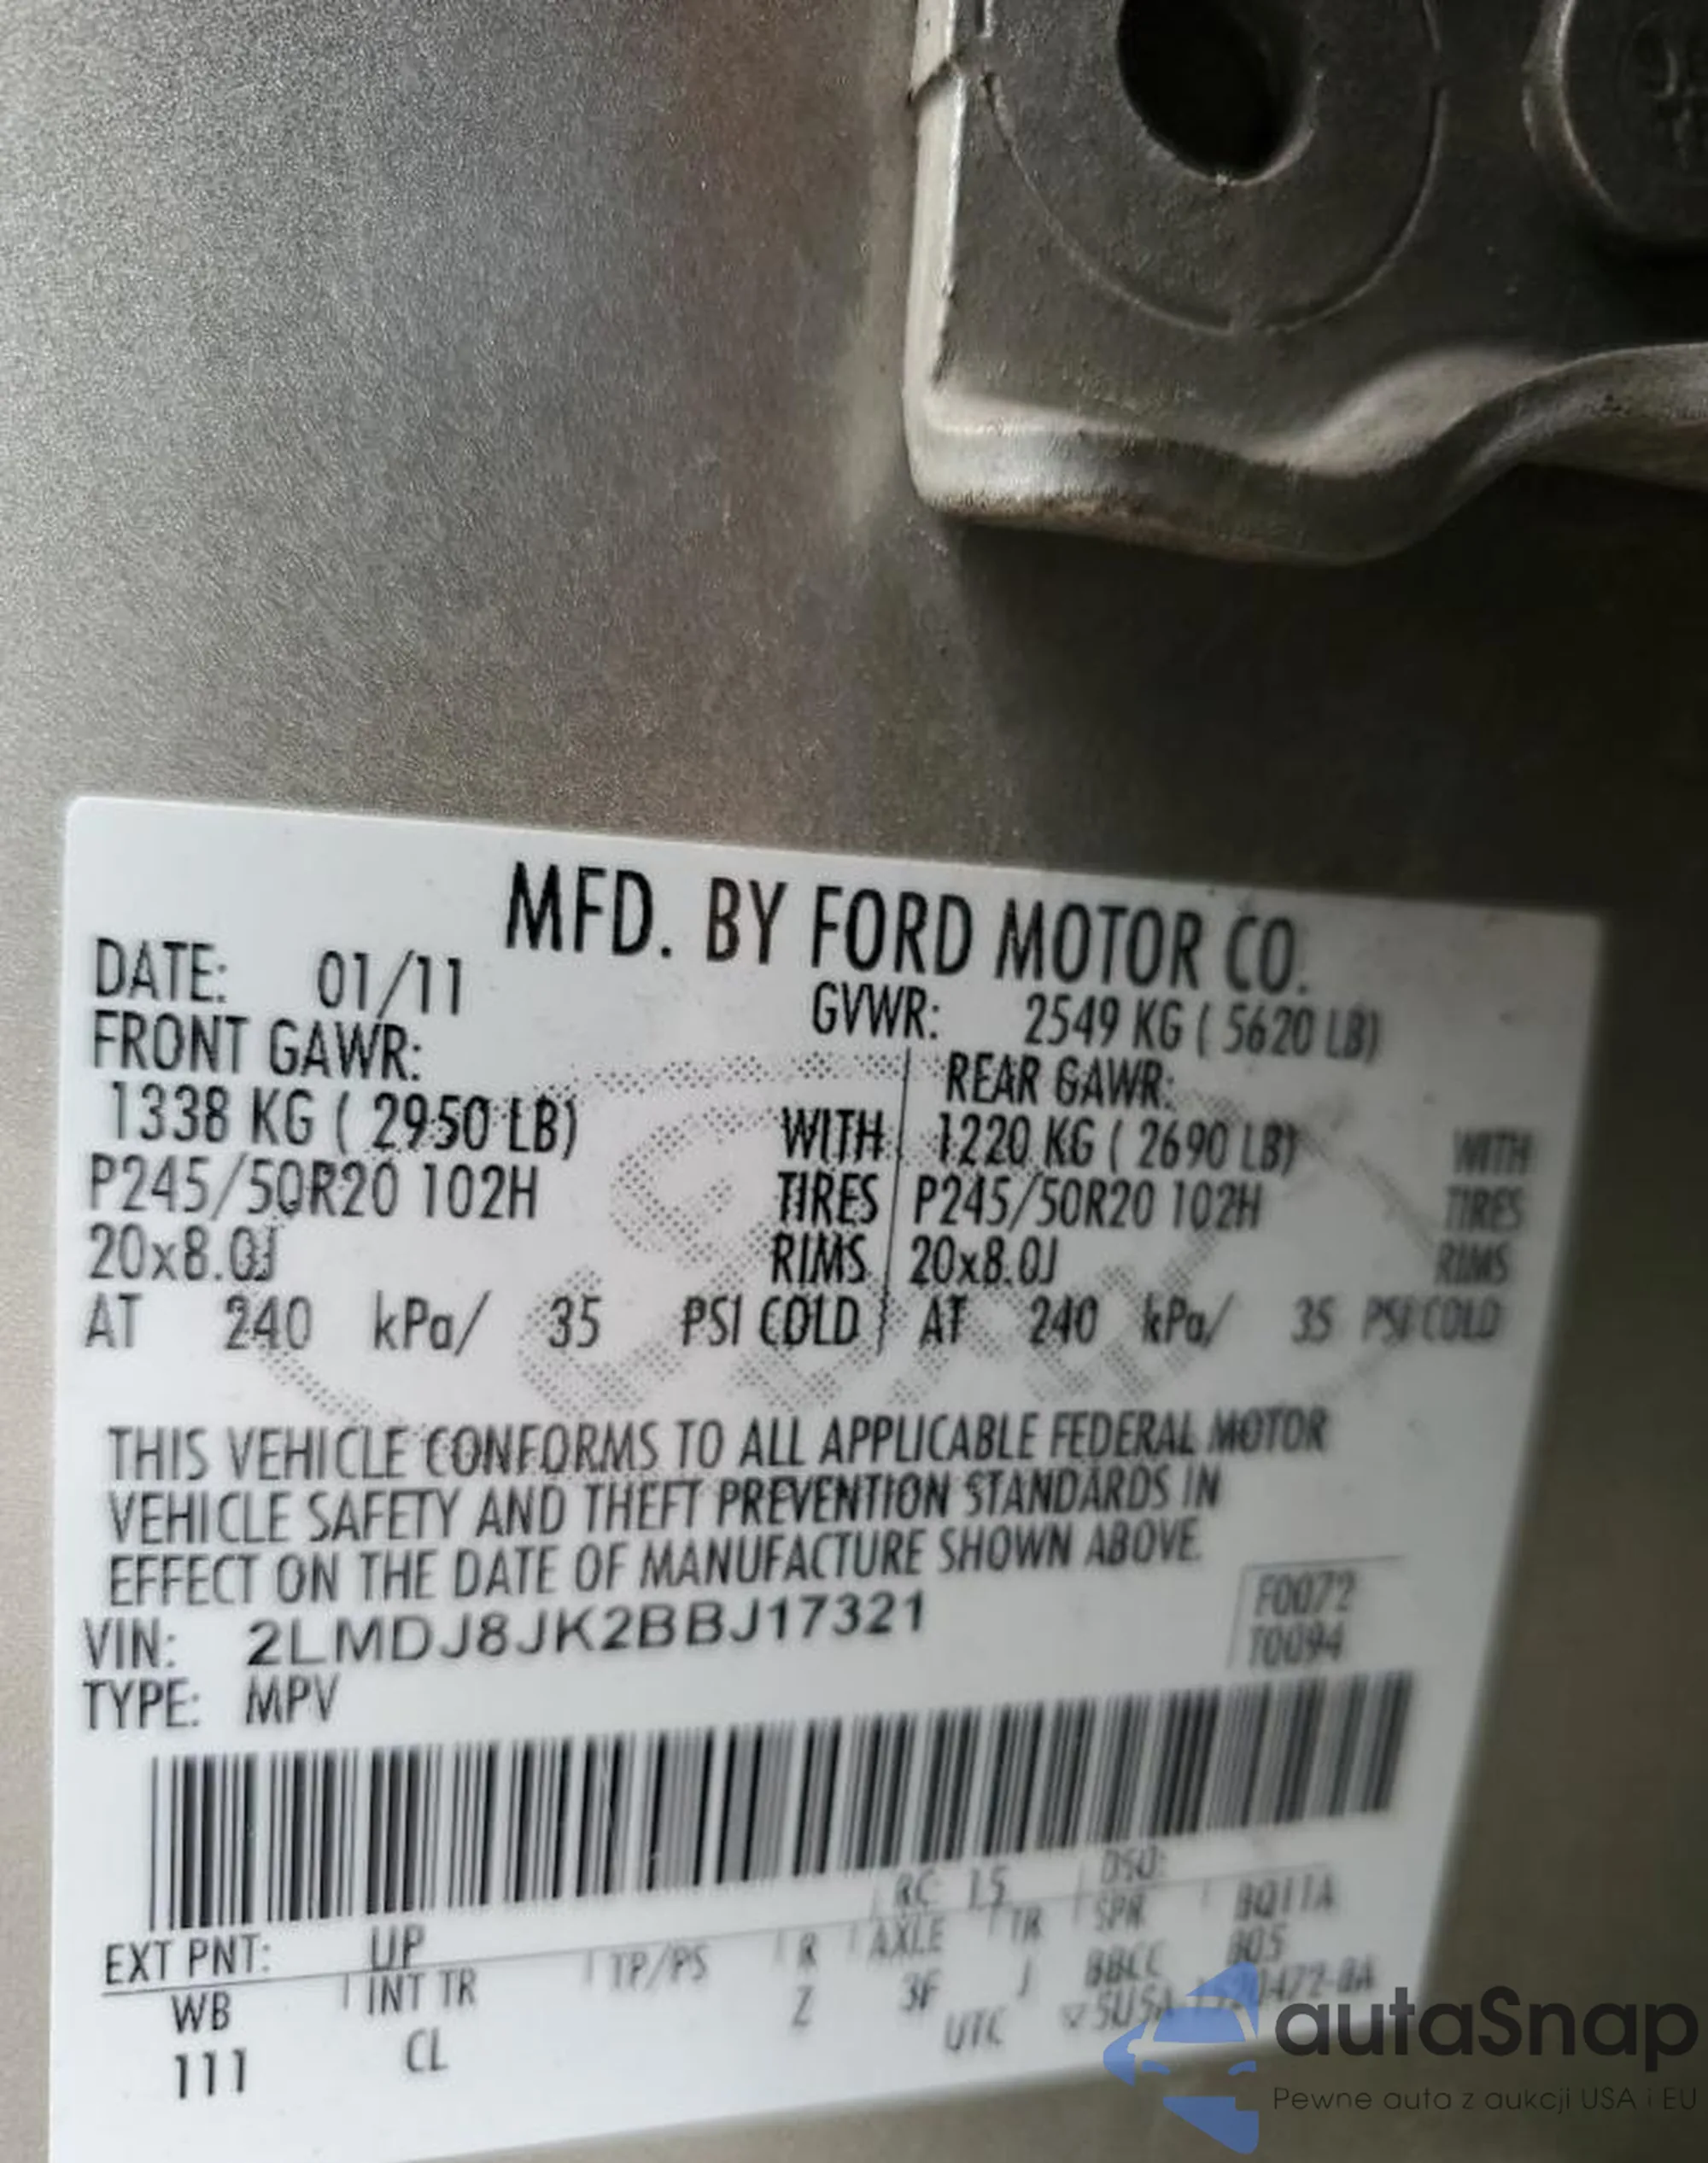 MFD. BY FORD MOTOR CO.
DATE: 01/11
GVWR: 2549 KG ( 5620 LB)
FRONT GAWR:
REAR GAWR:
1338 KG ( 2950 LB) WITH 1220 KG ( 2690 LB) WITH
P245/50R20 102H TIRES P245/50R20 102H TIRES
20x8.0J RIMS 20x8.0J RIMS
AT 240 kPa/ 35 PSI COLD AT 240 kPa/ 35 PSI COLD
THIS VEHICLE CONFORMS TO ALL APPLICABLE FEDERAL MOTOR
VEHICLE SAFETY AND THEFT PREVENTION STANDARDS IN
EFFECT ON THE DATE OF MANUFACTURE SHOWN ABOVE.
F0072
VIN: 2LMDJ8JK2BBJ17321
T0094
TYPE: MPV
EXT PNT: UP RC: 15 DSO:
WB INT TR TP/PS R AXLE TR SPR BQ11A
111 CL Z 3F J BBCC B05
UTC
autaSnap
Pewne auta z aukcji USA i EU